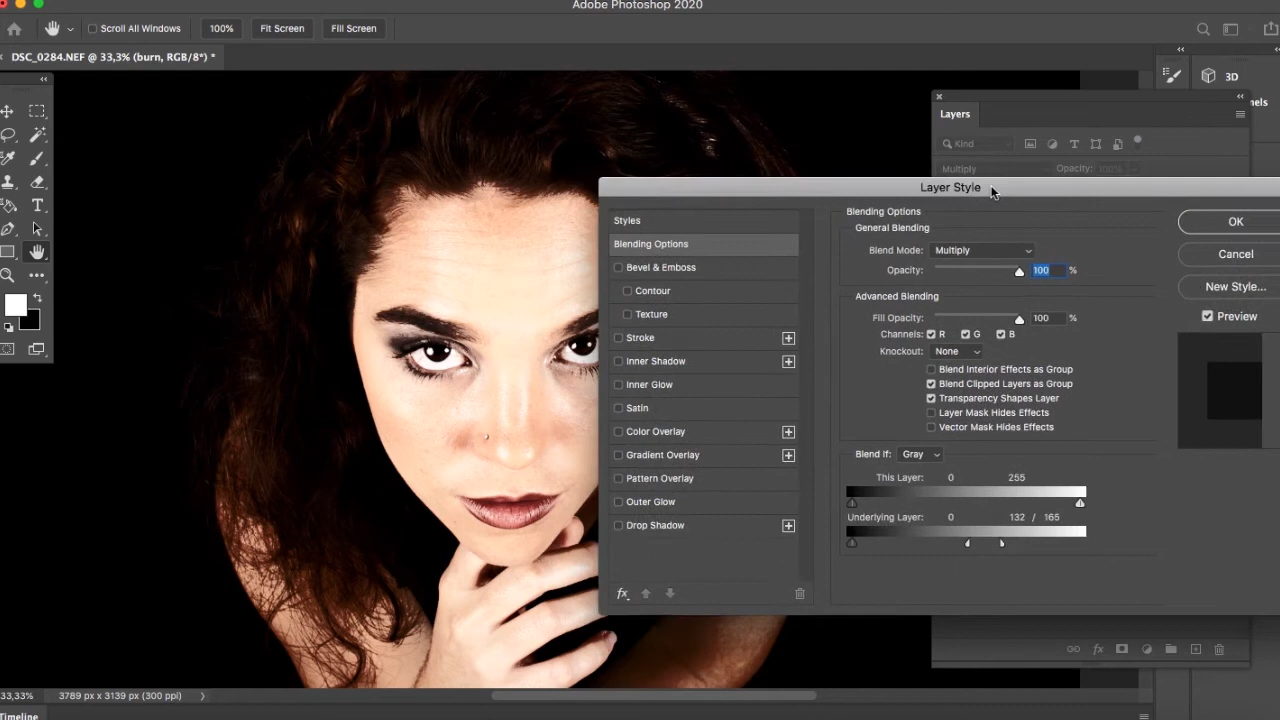 Adobe Photoshop 2020
Scroll All Windows 100% Fit Screen Fill Screen
DSC_0284.NEF @ 33,3% (burn, RGB/8*) *
3D
Layers
Kind
Multiply Opacity: 100%
Layer Style
Styles
Blending Options
Bevel & Emboss
Contour
Texture
Stroke
Inner Shadow
Inner Glow
Satin
Color Overlay
Gradient Overlay
Pattern Overlay
Outer Glow
Drop Shadow
fx
Blending Options
General Blending
Blend Mode: Multiply
Opacity: 100 %
Advanced Blending
Fill Opacity: 100 %
Channels: R G B
Knockout: None
Blend Interior Effects as Group
Blend Clipped Layers as Group
Transparency Shapes Layer
Layer Mask Hides Effects
Vector Mask Hides Effects
Blend If: Gray
This Layer: 0 255
Underlying Layer: 0 132 / 165
OK
Cancel
New Style...
Preview
fx
33,33% 3789 px x 3139 px (300 ppi)
Timeline